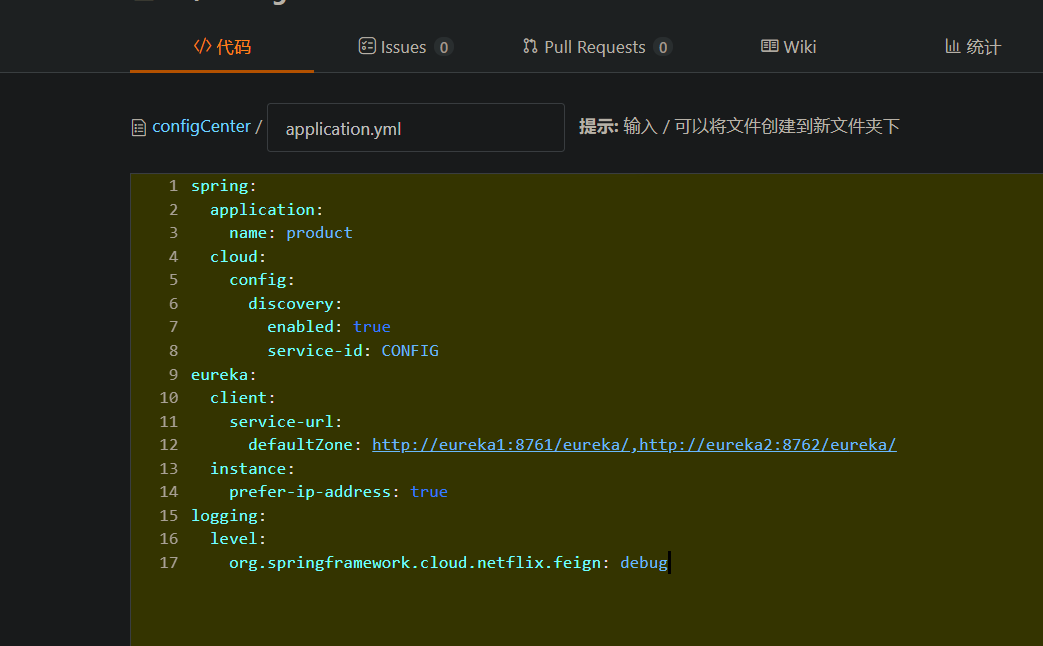 代码 Issues 0 Pull Requests 0 Wiki 统计
configCenter / application.yml 提示: 输入 / 可以将文件创建到新文件夹下
1 spring:
2 application:
3 name: product
4 cloud:
5 config:
6 discovery:
7 enabled: true
8 service-id: CONFIG
9 eureka:
10 client:
11 service-url:
12 defaultZone: http://eureka1:8761/eureka/,http://eureka2:8762/eureka/
13 instance:
14 prefer-ip-address: true
15 logging:
16 level:
17 org.springframework.cloud.netflix.feign: debug